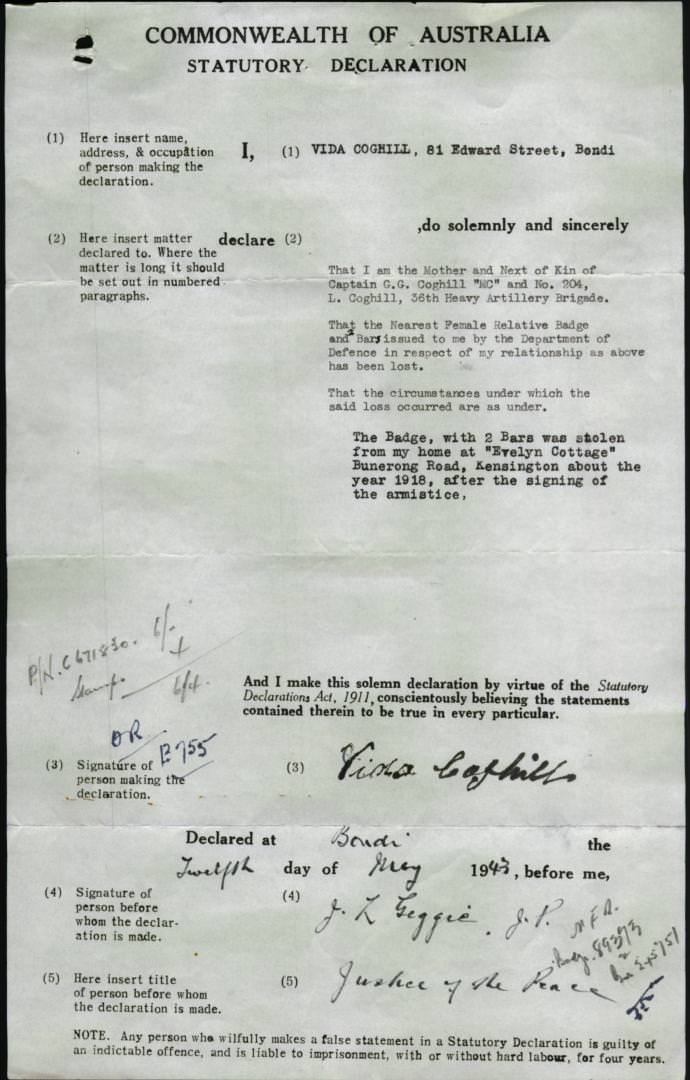 COMMONWEALTH OF AUSTRALIA
STATUTORY DECLARATION
(1) Here insert name,
address, & occupation
of person making the
declaration.
I, (1) VIDA COGHILL, 81 Edward Street, Bondi
,do solemnly and sincerely
(2) Here insert matter
declared to. Where the
matter is long it should
be set out in numbered
paragraphs.
declare (2)
That I am the Mother and Next of Kin of
Captain G.G. Coghill "MC" and No. 204,
L. Coghill, 36th Heavy Artillery Brigade.
That the Nearest Female Relative Badge
and 2 Bars issued to me by the Department of
Defence in respect of my relationship as above
has been lost.
That the circumstances under which the
said loss occurred are as under.
The Badge, with 2 Bars was stolen
from my home at "Evelyn Cottage"
Bunerong Road, Kensington about the
year 1918, after the signing of
the armistice,
P/N. C671830. 6/-
Stamp.
And I make this solemn declaration by virtue of the Statutory
Declarations Act, 1911, conscientiously believing the statements
contained therein to be true in every particular.
OR
B755
(3) Signature of
person making the
declaration.
(3) Vida Coghill
Declared at Bondi the
Twelfth day of May 1943, before me,
(4) Signature of
person before
whom the declar-
ation is made.
(4) J. L Geggie. J.P.
N F R.
Badge. 89373
(5) Here insert title
of person before whom
the declaration is made.
(5) Justice of the Peace
NOTE. Any person who wilfully makes a false statement in a Statutory Declaration is guilty of
an indictable offence, and is liable to imprisonment, with or without hard labour, for four years.